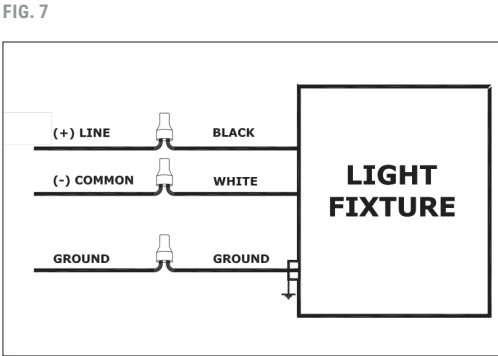 FIG. 7
(+) LINE BLACK
(-) COMMON WHITE
LIGHT
FIXTURE
GROUND GROUND